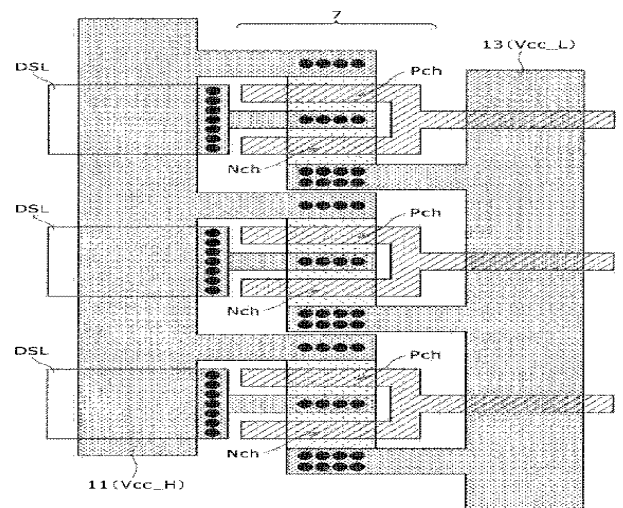 7
13(Vcc_L)
DSL
Pch
Nch
DSL
Pch
Nch
DSL
Pch
Nch
11(Vcc_H)